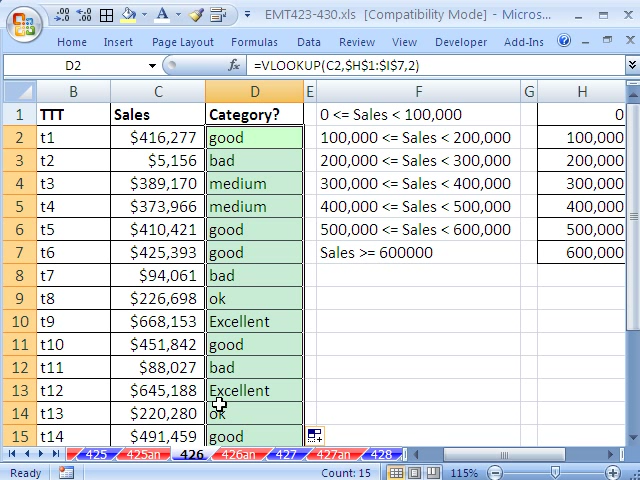 EMT423-430.xls [Compatibility Mode] - Micros...
Home Insert Page Layout Formulas Data Review View Developer Add-Ins
D2 fx =VLOOKUP(C2,$H$1:$I$7,2)
B C D E F G H
1 TTT Sales Category? 0 <= Sales < 100,000 0
2 t1 $416,277 good 100,000 <= Sales < 200,000 100,000
3 t2 $5,156 bad 200,000 <= Sales < 300,000 200,000
4 t3 $389,170 medium 300,000 <= Sales < 400,000 300,000
5 t4 $373,966 medium 400,000 <= Sales < 500,000 400,000
6 t5 $410,421 good 500,000 <= Sales < 600,000 500,000
7 t6 $425,393 good Sales >= 600000 600,000
8 t7 $94,061 bad
9 t8 $226,698 ok
10 t9 $668,153 Excellent
11 t10 $451,842 good
12 t11 $88,027 bad
13 t12 $645,188 Excellent
14 t13 $220,280 ok
15 t14 $491,459 good
425 425an 426 426an 427 427an 428
Ready Count: 15 115%